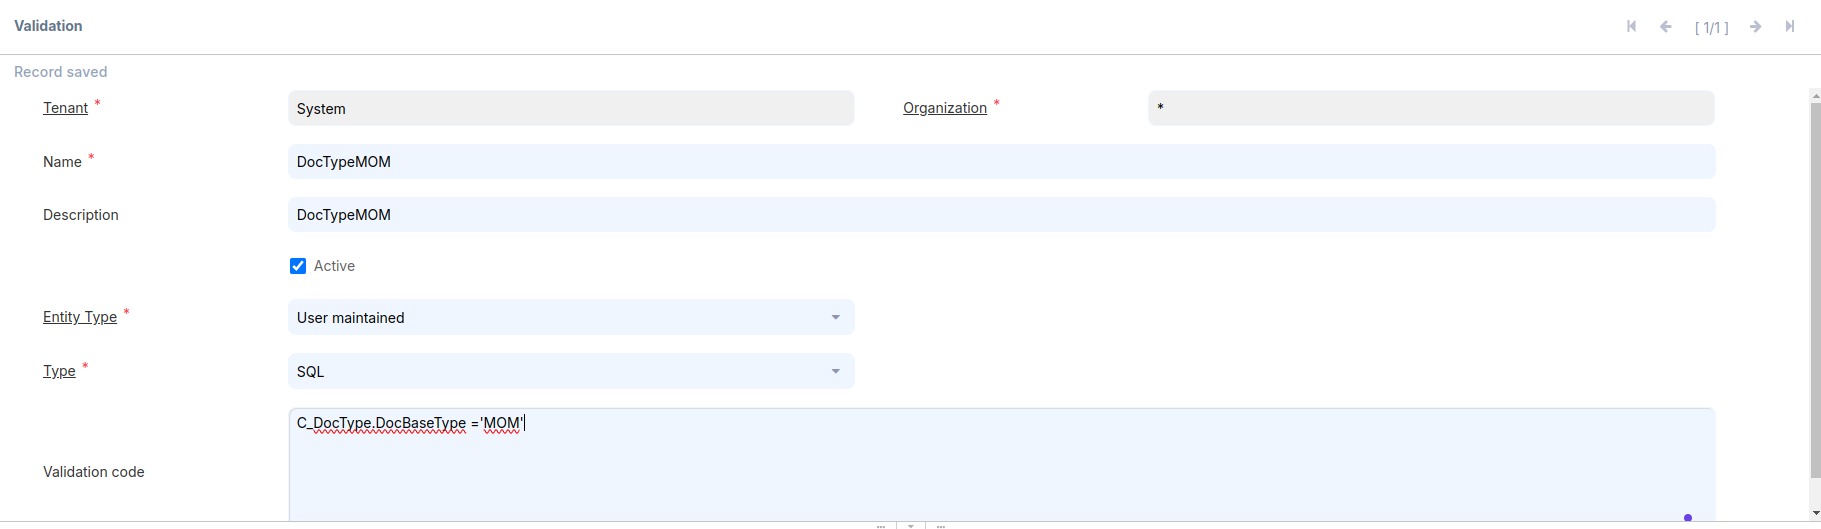 Validation
[ 1/1 ]
Record saved
Tenant * System Organization * *
Name * DocTypeMOM
Description DocTypeMOM
Active
Entity Type * User maintained
Type * SQL
C_DocType.DocBaseType ='MOM'
Validation code